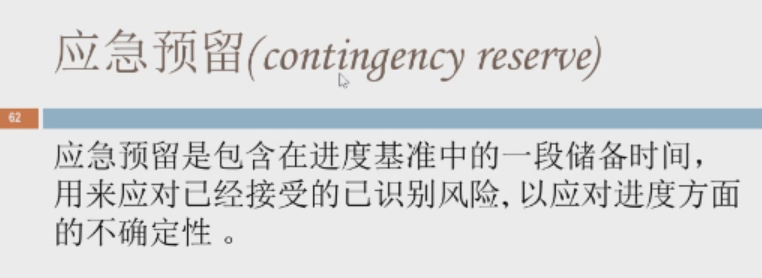 应急预留(contingency reserve)
62
应急预留是包含在进度基准中的一段储备时间，
用来应对已经接受的已识别风险, 以应对进度方面
的不确定性 。